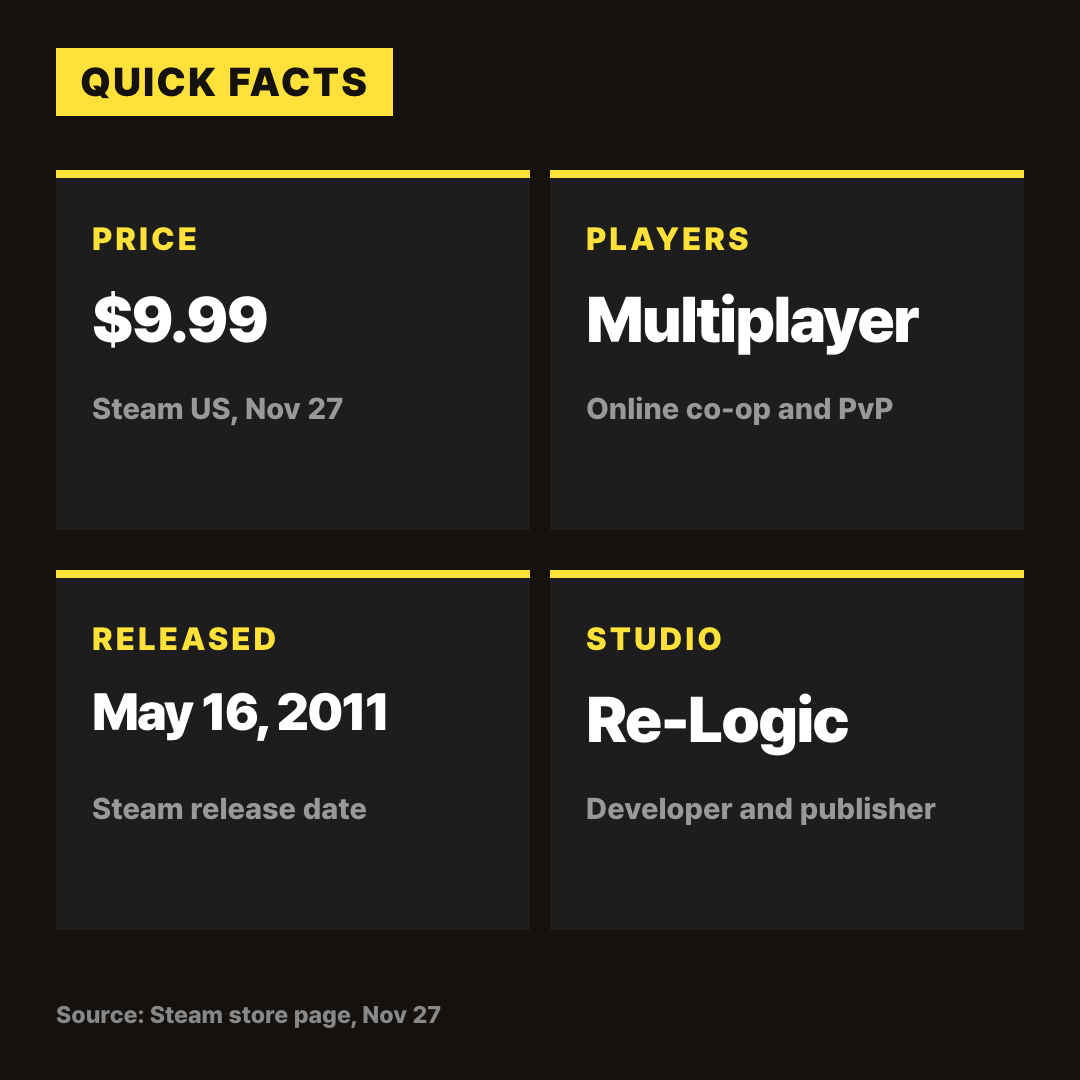 QUICK FACTS
PRICE
$9.99
Steam US, Nov 27
PLAYERS
Multiplayer
Online co-op and PvP
RELEASED
May 16, 2011
Steam release date
STUDIO
Re-Logic
Developer and publisher
Source: Steam store page, Nov 27